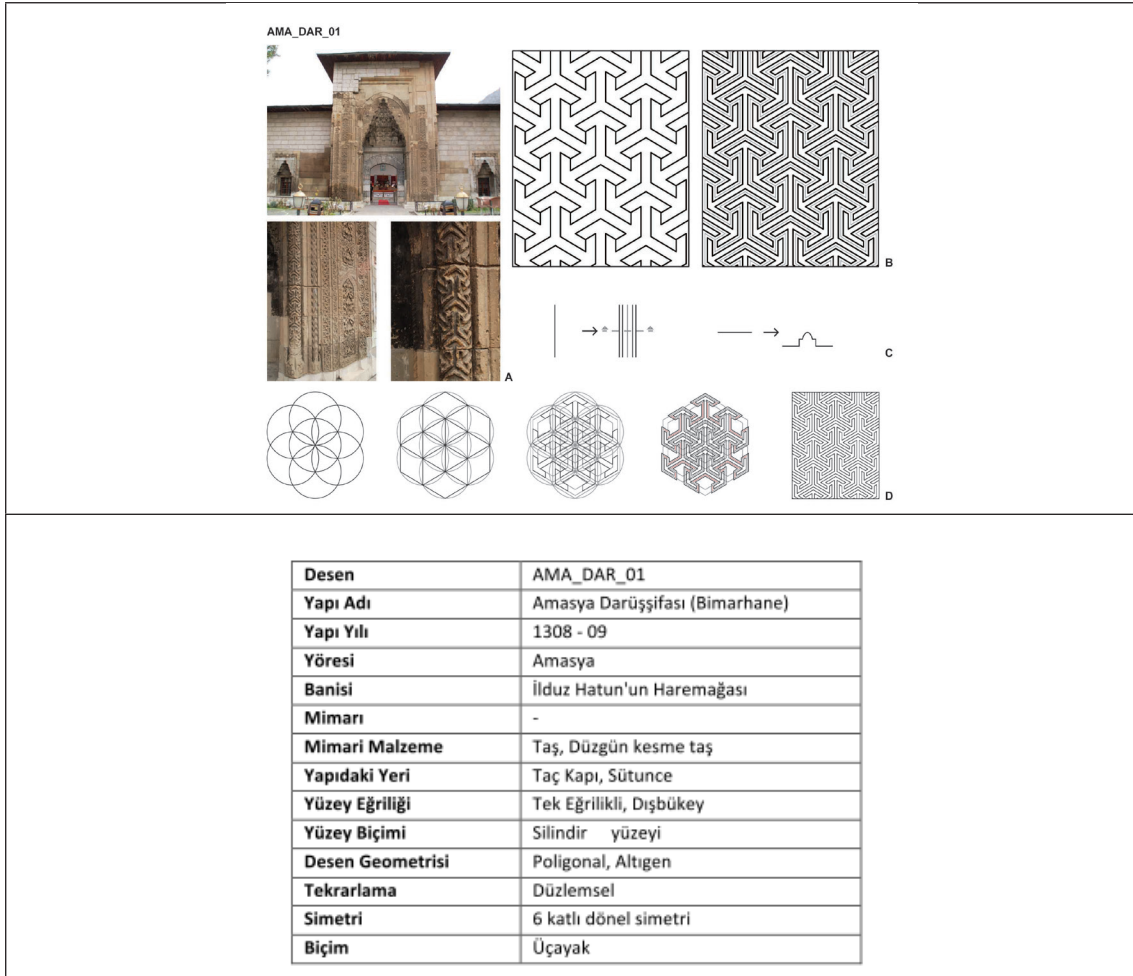 AMA_DAR_01
B
C
A
D
Desen AMA_DAR_01
Yapı Adı Amasya Darüşşifası (Bimarhane)
Yapı Yılı 1308 - 09
Yöresi Amasya
Banisi İlduz Hatun'un Haremağası
Mimarı -
Mimari Malzeme Taş, Düzgün kesme taş
Yapıdaki Yeri Taç Kapı, Sütunce
Yüzey Eğriliği Tek Eğrilikli, Dışbükey
Yüzey Biçimi Silindir yüzeyi
Desen Geometrisi Poligonal, Altıgen
Tekrarlama Düzlemsel
Simetri 6 katlı dönel simetri
Biçim Üçayak